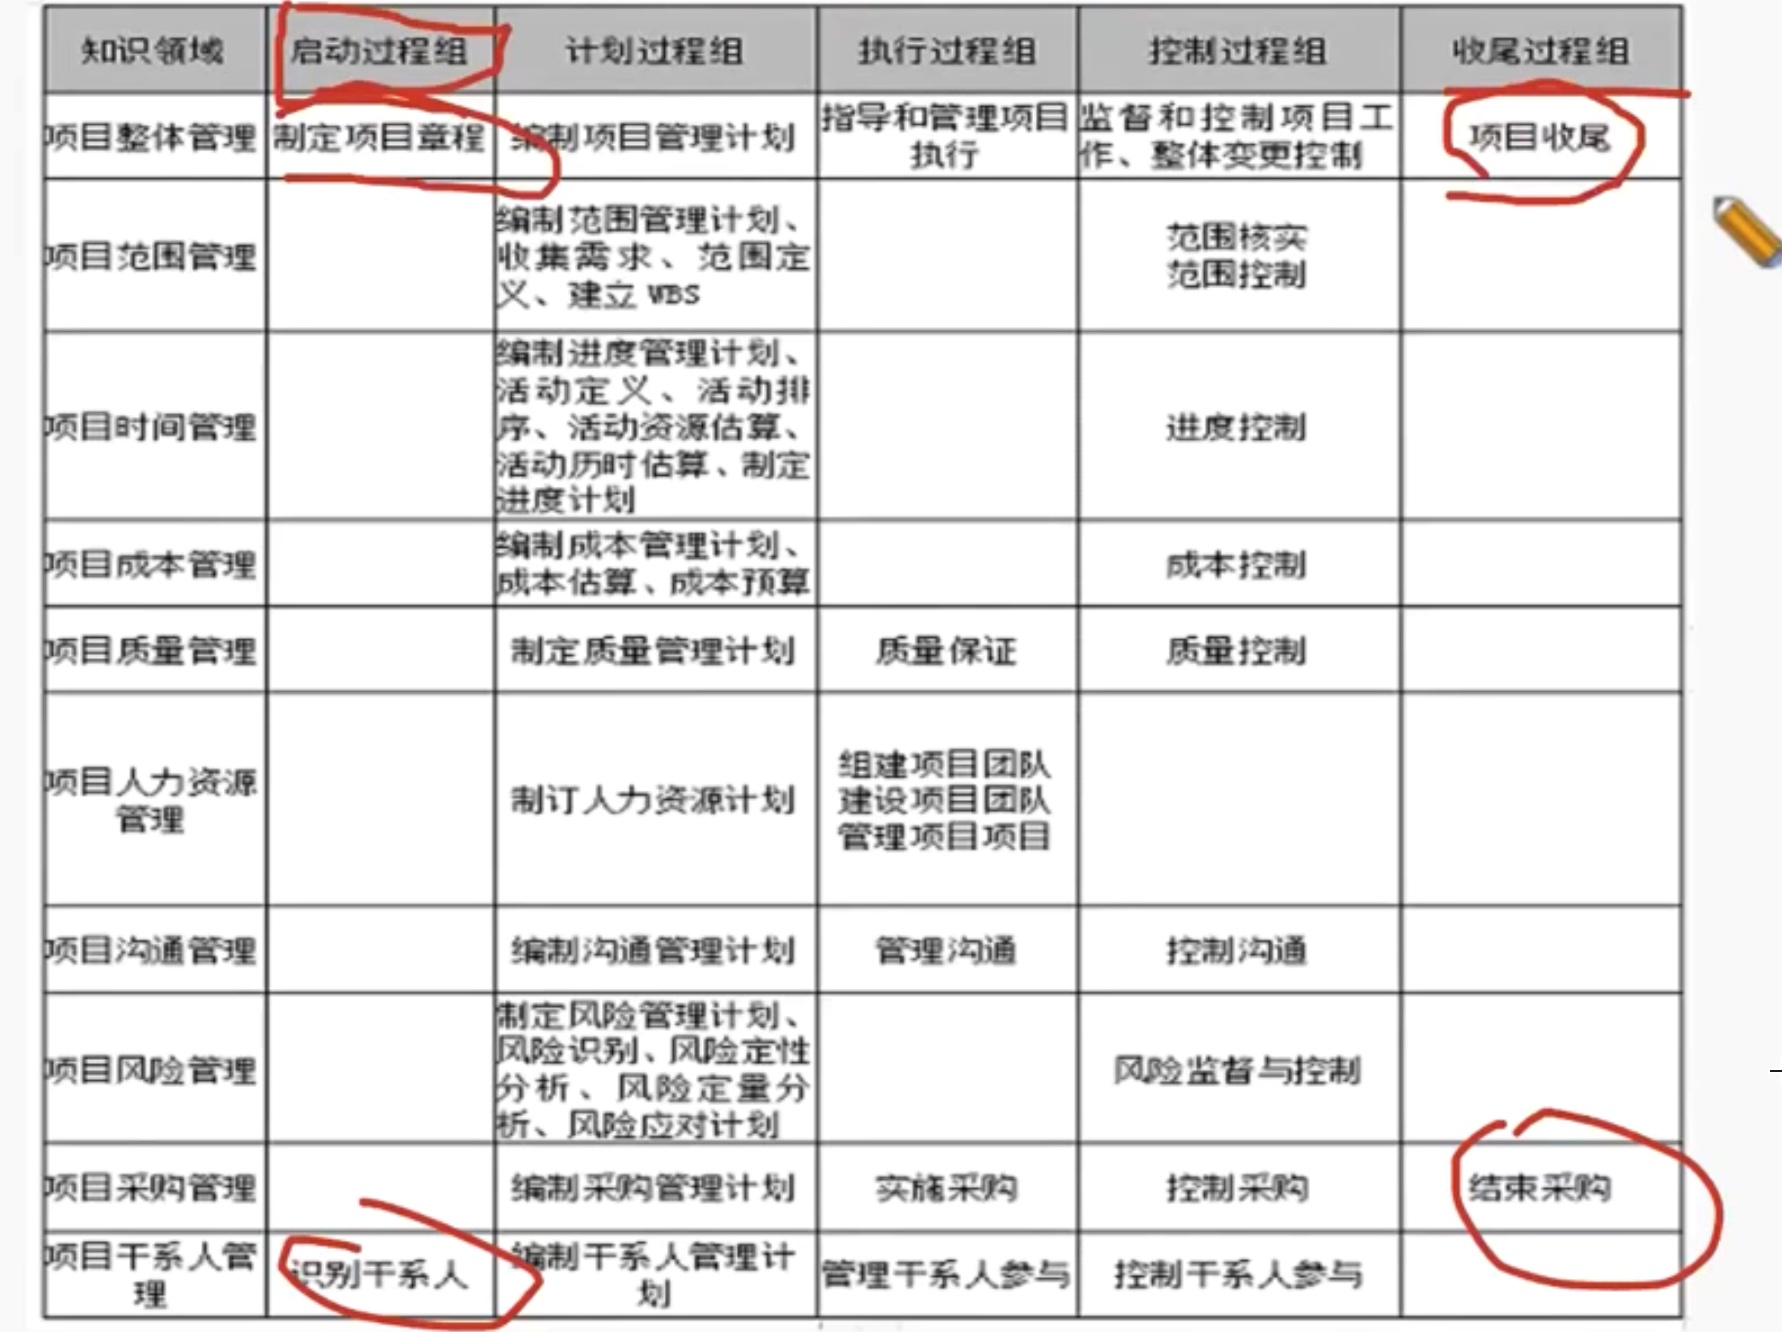 知识领域 启动过程组 计划过程组 执行过程组 控制过程组 收尾过程组
项目整体管理 制定项目章程 编制项目管理计划 指导和管理项目执行 监督和控制项目工作、整体变更控制 项目收尾
项目范围管理
编制范围管理计划、
收集需求、范围定
义、建立 WBS
范围核实
范围控制
项目时间管理
编制进度管理计划、
活动定义、活动排
序、活动资源估算、
活动历时估算、制定
进度计划
进度控制
项目成本管理
编制成本管理计划、
成本估算、成本预算
成本控制
项目质量管理 制定质量管理计划 质量保证 质量控制
项目人力资源
管理
制订人力资源计划
组建项目团队
建设项目团队
管理项目项目
项目沟通管理 编制沟通管理计划 管理沟通 控制沟通
项目风险管理
制定风险管理计划、
风险识别、风险定性
分析、风险定量分
析、风险应对计划
风险监督与控制
项目采购管理 编制采购管理计划 实施采购 控制采购 结束采购
项目干系人管
理
识别干系人
编制干系人管理计
划
管理干系人参与
控制干系人参与